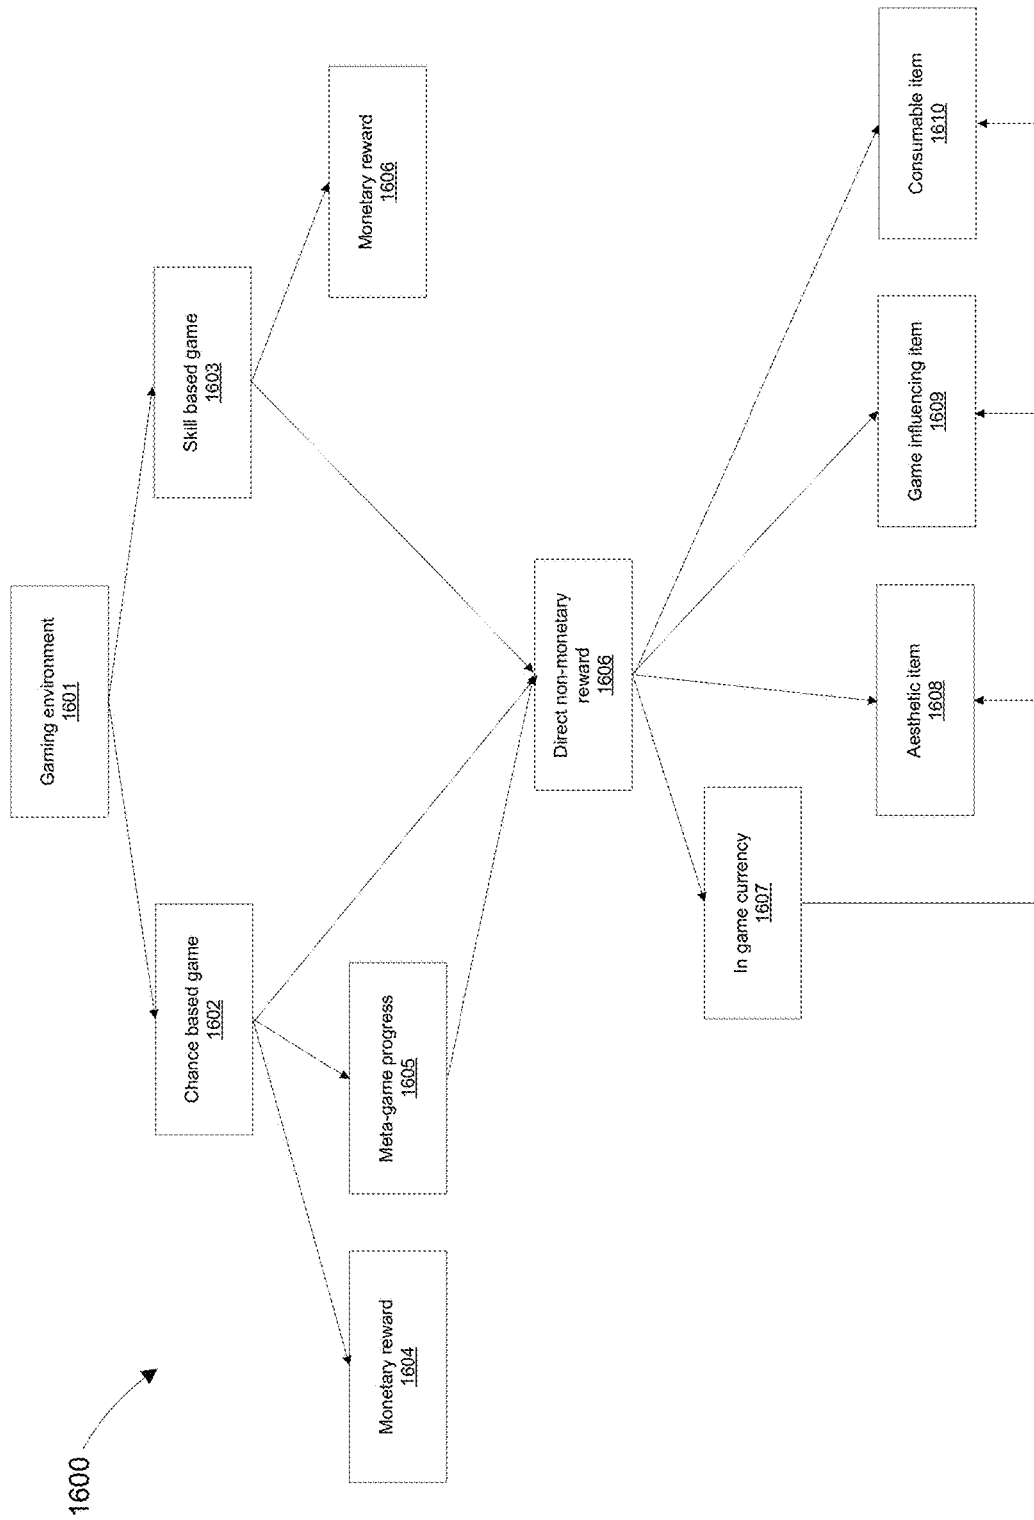 1600
Gaming environment
1601
Chance based game
1602
Skill based game
1603
Monetary reward
1604
Meta-game progress
1605
Monetary reward
1606
Direct non-monetary
reward
1606
In game currency
1607
Aesthetic item
1608
Game influencing item
1609
Consumable item
1610